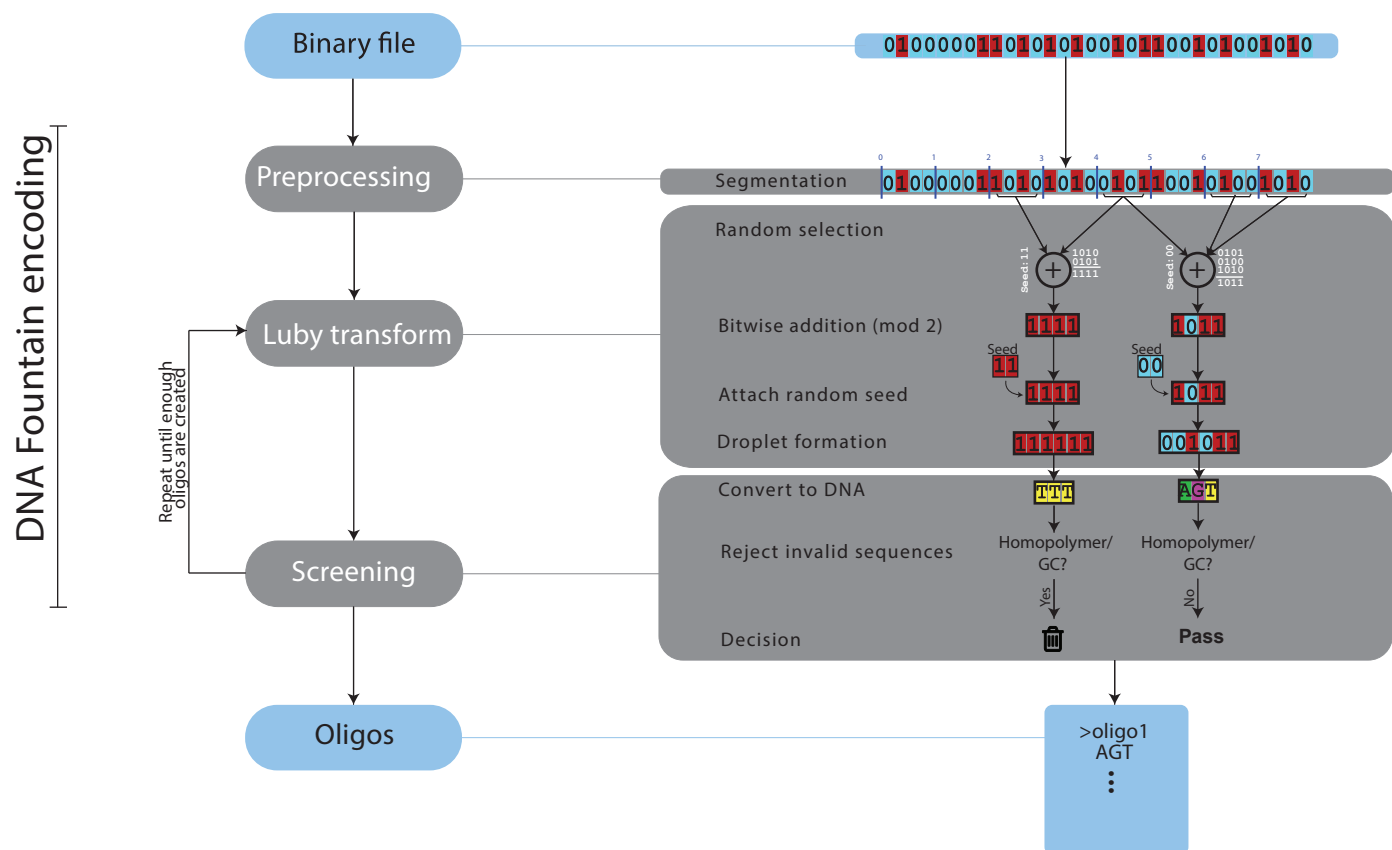 Binary file
01000001101010100101100101001010
DNA Fountain encoding
Preprocessing
0 1 2 3 4 5 6 7
Segmentation
01000001101010100101100101001010
Random selection
Seed:11
1010
0101
1111
Seed:00
0101
0100
1010
1011
Luby transform
Bitwise addition (mod 2)
1111
1011
Seed
11
Seed
00
Attach random seed
1111
1011
Droplet formation
111111
001011
Repeat until enough
oligos are created
Convert to DNA
TTT
AGT
Screening
Reject invalid sequences
Homopolymer/
GC?
Homopolymer/
GC?
Yes
No
Decision
Pass
Oligos
>oligo1
AGT
⋮